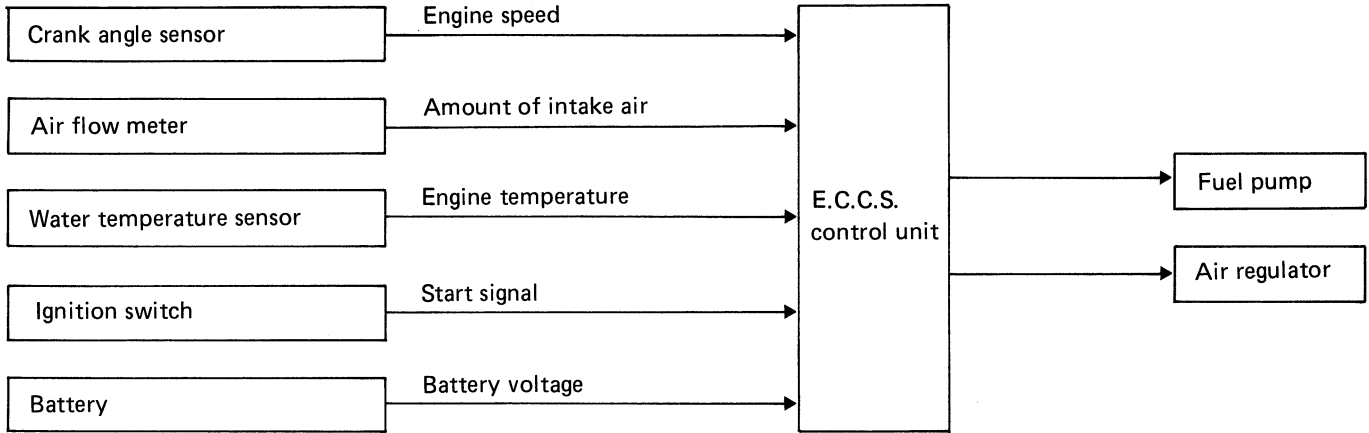 Crank angle sensor
Engine speed
Air flow meter
Amount of intake air
Water temperature sensor
Engine temperature
Ignition switch
Start signal
Battery
Battery voltage
E.C.C.S.
control unit
Fuel pump
Air regulator